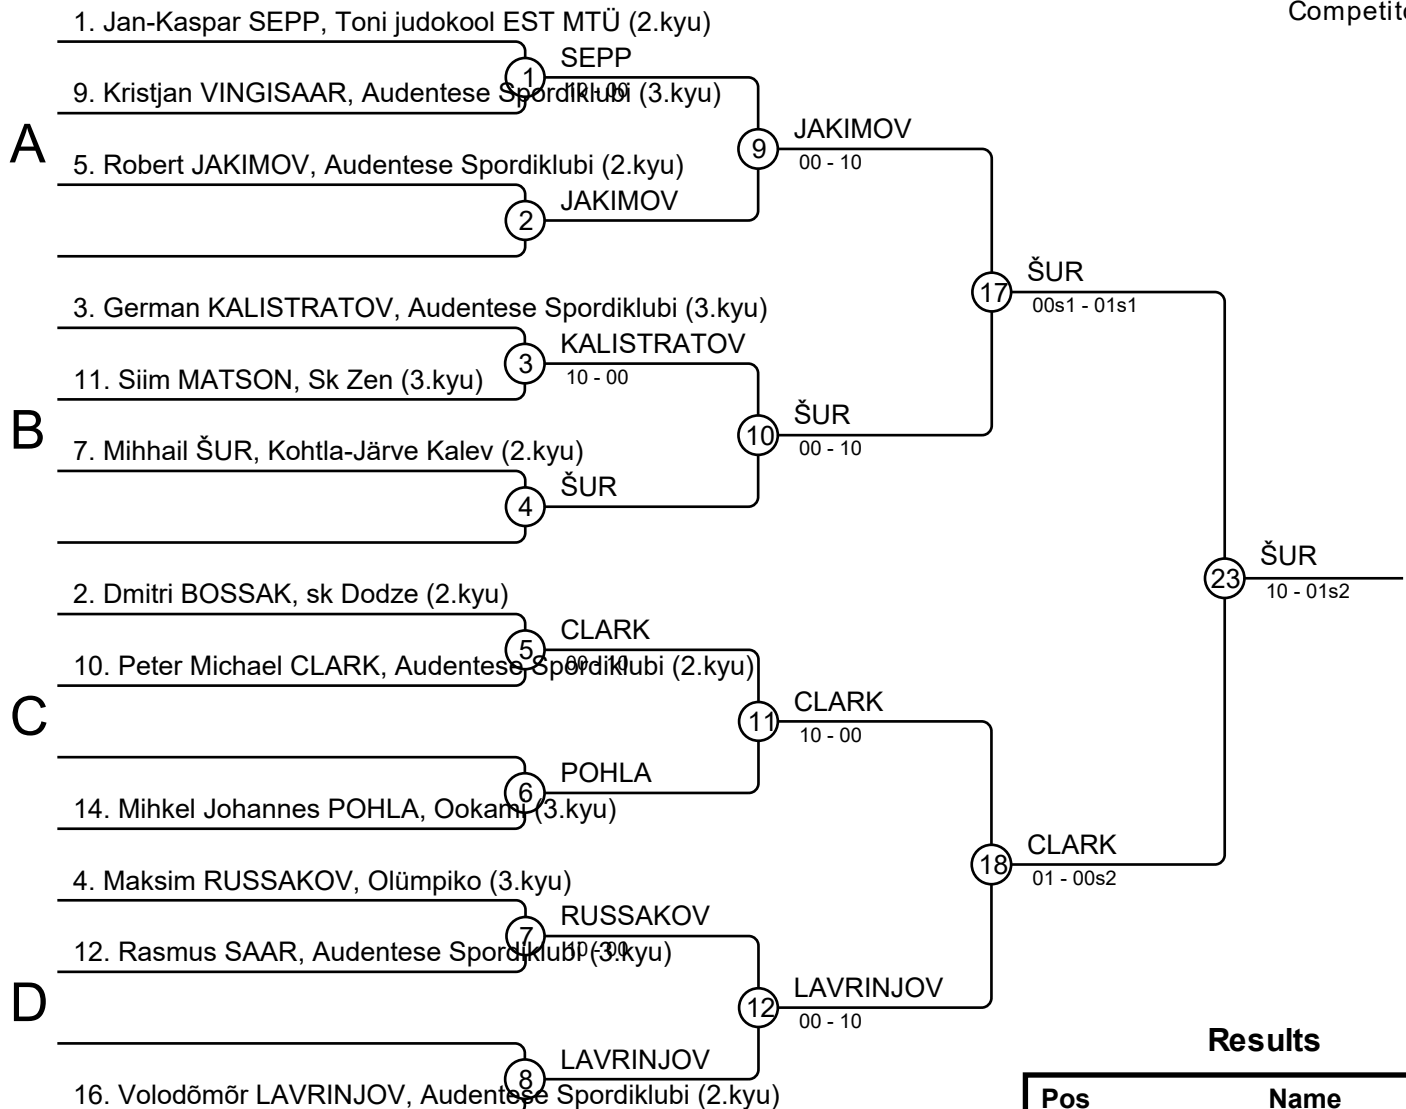 Competite
1. Jan-Kaspar SEPP, Toni judokool EST MTÜ (2.kyu)
1
SEPP
10 - 00
9. Kristjan VINGISAAR, Audentese Spordiklubi (3.kyu)
A
JAKIMOV
9
00 - 10
5. Robert JAKIMOV, Audentese Spordiklubi (2.kyu)
2
JAKIMOV
ŠUR
17
00s1 - 01s1
3. German KALISTRATOV, Audentese Spordiklubi (3.kyu)
3
KALISTRATOV
10 - 00
11. Siim MATSON, Sk Zen (3.kyu)
B
ŠUR
10
00 - 10
7. Mihhail ŠUR, Kohtla-Järve Kalev (2.kyu)
4
ŠUR
ŠUR
23
10 - 01s2
2. Dmitri BOSSAK, sk Dodze (2.kyu)
5
CLARK
00 - 10
10. Peter Michael CLARK, Audentese Spordiklubi (2.kyu)
C
CLARK
11
10 - 00
6
POHLA
14. Mihkel Johannes POHLA, Ookami (3.kyu)
CLARK
18
01 - 00s2
4. Maksim RUSSAKOV, Olümpiko (3.kyu)
7
RUSSAKOV
10 - 00
12. Rasmus SAAR, Audentese Spordiklubi (3.kyu)
D
LAVRINJOV
12
00 - 10
8
LAVRINJOV
16. Volodõmõr LAVRINJOV, Audentese Spordiklubi (2.kyu)
Results
Pos Name